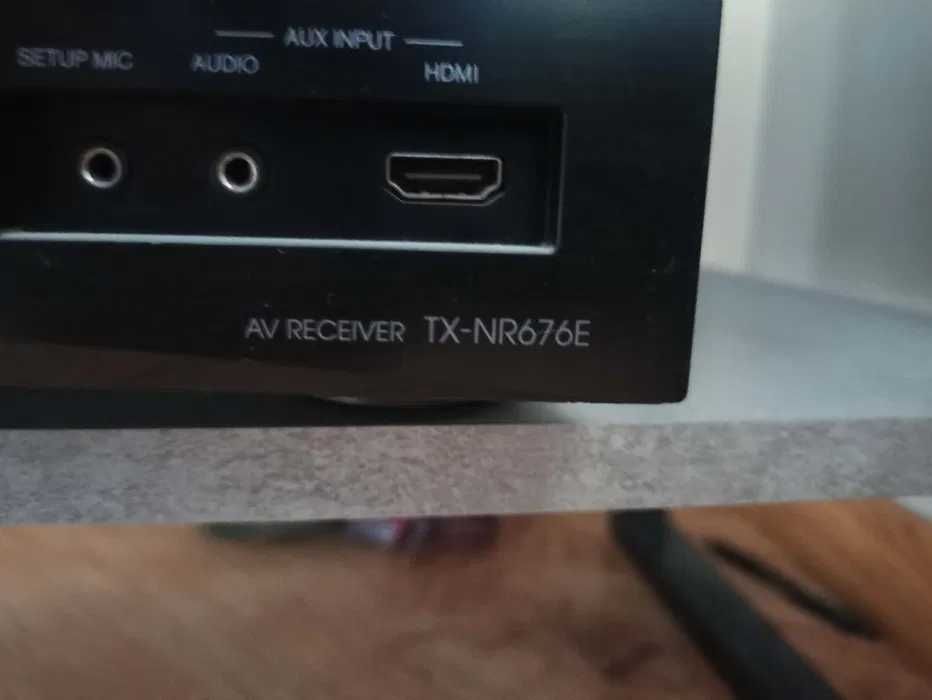 AUX INPUT
SETUP MIC AUDIO HDMI
AV RECEIVER TX-NR676E